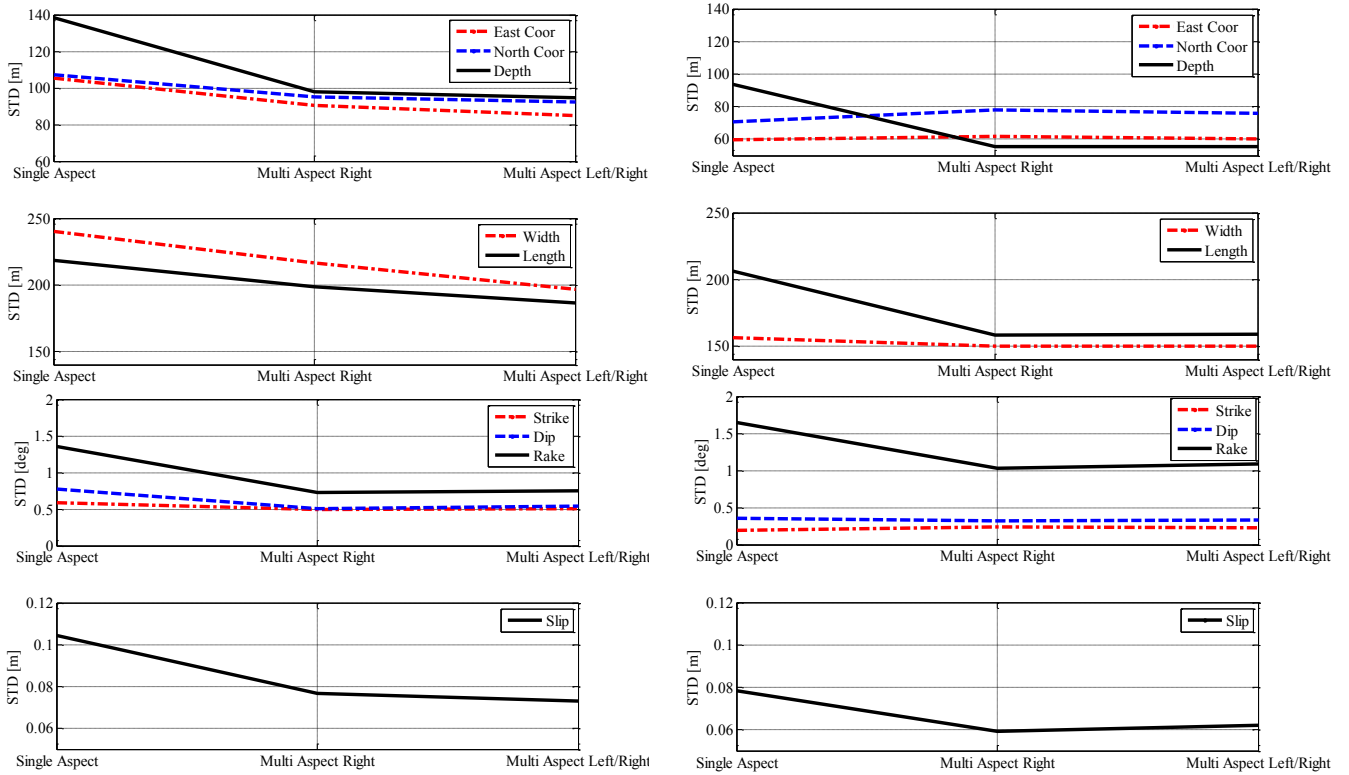 140
120
100
80
60
STD [m]
East Coor
North Coor
Depth
Single Aspect
Multi Aspect Right
Multi Aspect Left/Right
140
120
100
80
60
STD [m]
East Coor
North Coor
Depth
Single Aspect
Multi Aspect Right
Multi Aspect Left/Right
250
200
150
STD [m]
Width
Length
Single Aspect
Multi Aspect Right
Multi Aspect Left/Right
250
200
150
STD [m]
Width
Length
Single Aspect
Multi Aspect Right
Multi Aspect Left/Right
2
1.5
1
0.5
0
STD [deg]
Strike
Dip
Rake
Single Aspect
Multi Aspect Right
Multi Aspect Left/Right
2
1.5
1
0.5
0
STD [deg]
Strike
Dip
Rake
Single Aspect
Multi Aspect Right
Multi Aspect Left/Right
0.12
0.1
0.08
0.06
STD [m]
Slip
Single Aspect
Multi Aspect Right
Multi Aspect Left/Right
0.12
0.1
0.08
0.06
STD [m]
Slip
Single Aspect
Multi Aspect Right
Multi Aspect Left/Right